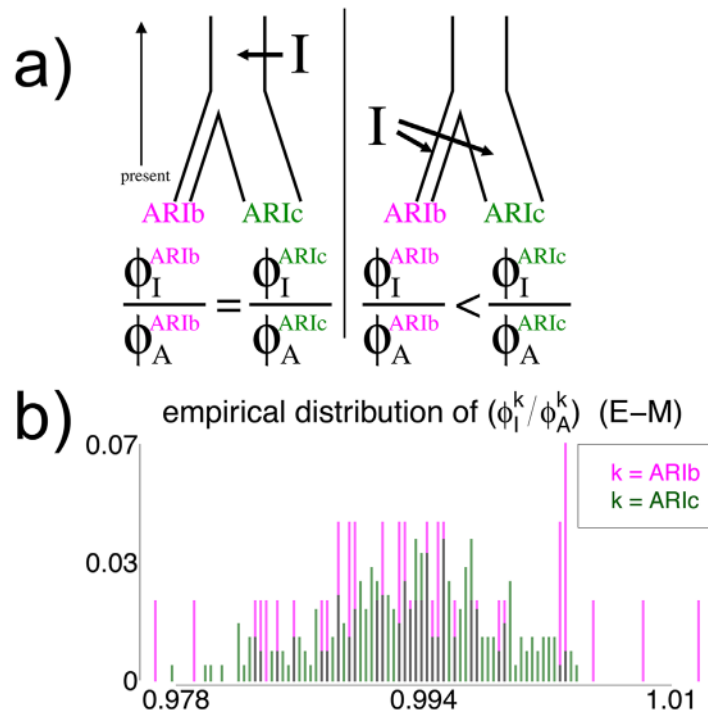 a)
I
I
present
ARIb ARIc ARIb ARIc
ϕ_I^ARIb / ϕ_A^ARIb = ϕ_I^ARIc / ϕ_A^ARIc
ϕ_I^ARIb / ϕ_A^ARIb < ϕ_I^ARIc / ϕ_A^ARIc
b) empirical distribution of (ϕ_I^k/ϕ_A^k) (E−M)
0.07
k = ARIb
k = ARIc
0.03
0
0.978 0.994 1.01